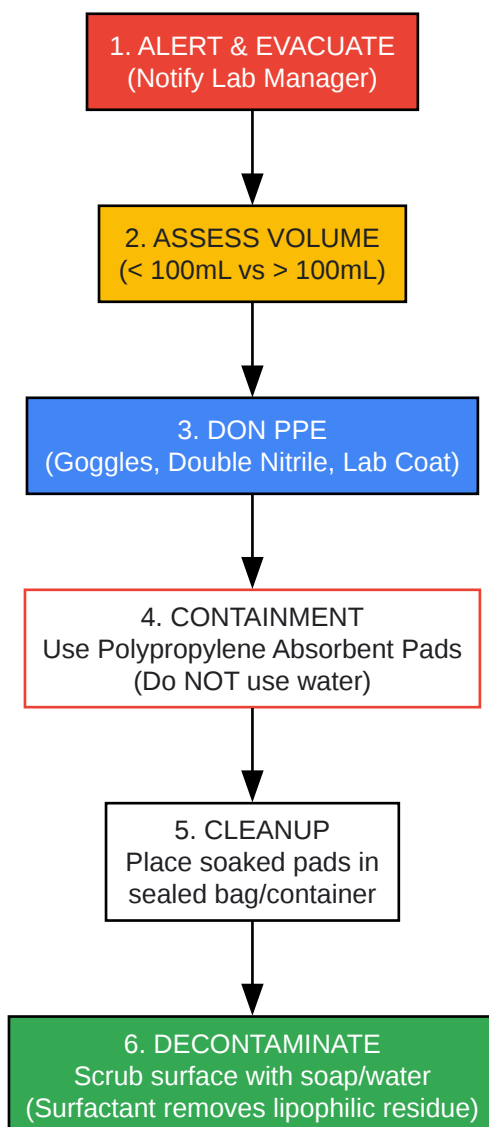 1. ALERT & EVACUATE
(Notify Lab Manager)
2. ASSESS VOLUME
(< 100mL vs > 100mL)
3. DON PPE
(Goggles, Double Nitrile, Lab Coat)
4. CONTAINMENT
Use Polypropylene Absorbent Pads
(Do NOT use water)
5. CLEANUP
Place soaked pads in
sealed bag/container
6. DECONTAMINATE
Scrub surface with soap/water
(Surfactant removes lipophilic residue)